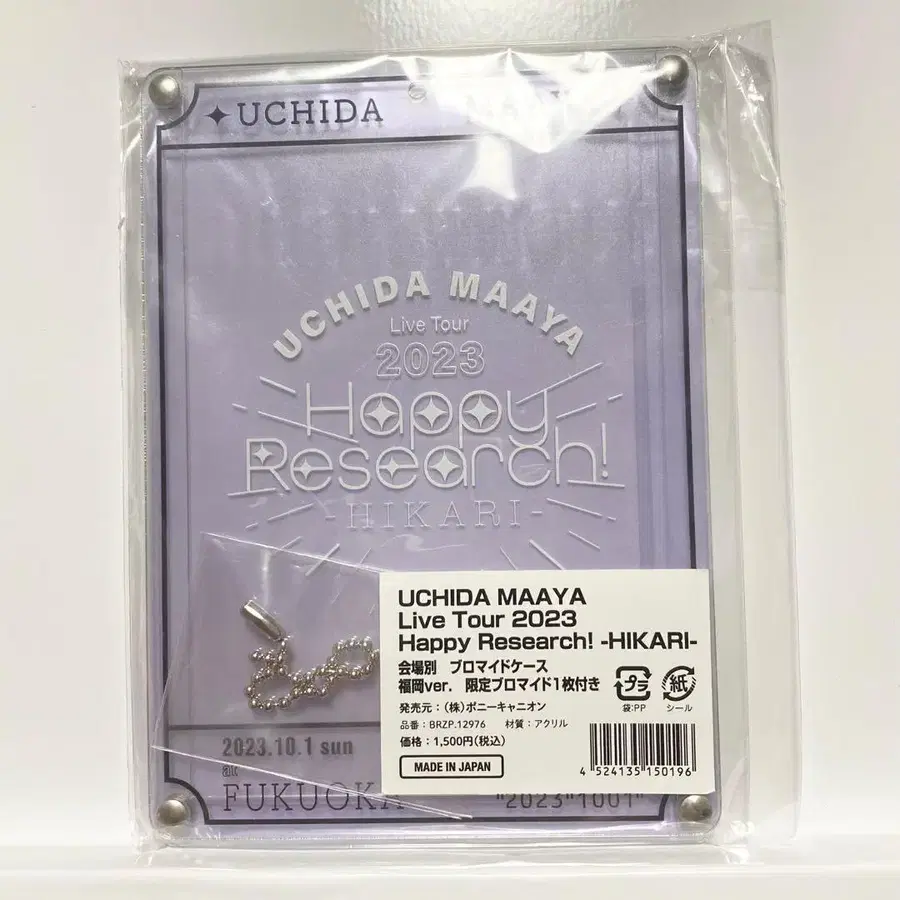 ✦UCHIDA
UCHIDA MAAYA
Live Tour
2023
Happy
Research!
-HIKARI-
UCHIDA MAAYA
Live Tour 2023
Happy Research! -HIKARI-
会場別 ブロマイドケース
福岡ver. 限定ブロマイド1枚付き
発売元：（株）ポニーキャニオン
品番：BRZP.12976 材質：アクリル
価格：1,500円（税込）
MADE IN JAPAN
プラ
袋:PP
紙
シール
4 524135 150196
2023.10.1 sun
at
FUKUOKA
"2023"1001"